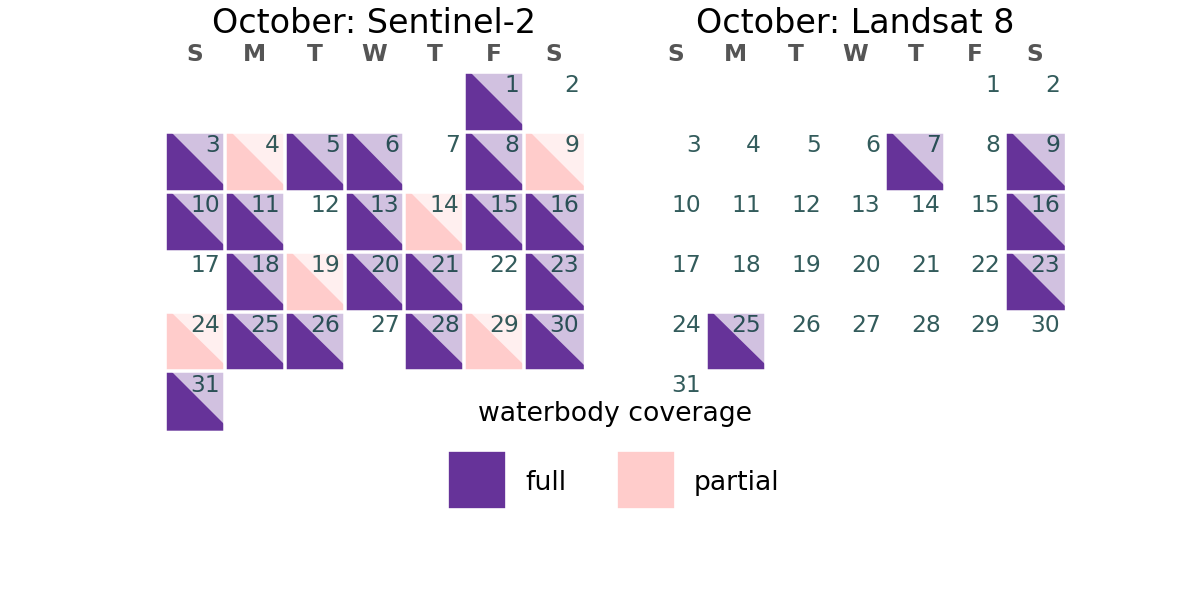 October: Sentinel-2
S M T W T F S
1 2
3 4 5 6 7 8 9
10 11 12 13 14 15 16
17 18 19 20 21 22 23
24 25 26 27 28 29 30
31
October: Landsat 8
S M T W T F S
1 2
3 4 5 6 7 8 9
10 11 12 13 14 15 16
17 18 19 20 21 22 23
24 25 26 27 28 29 30
31
waterbody coverage
full partial